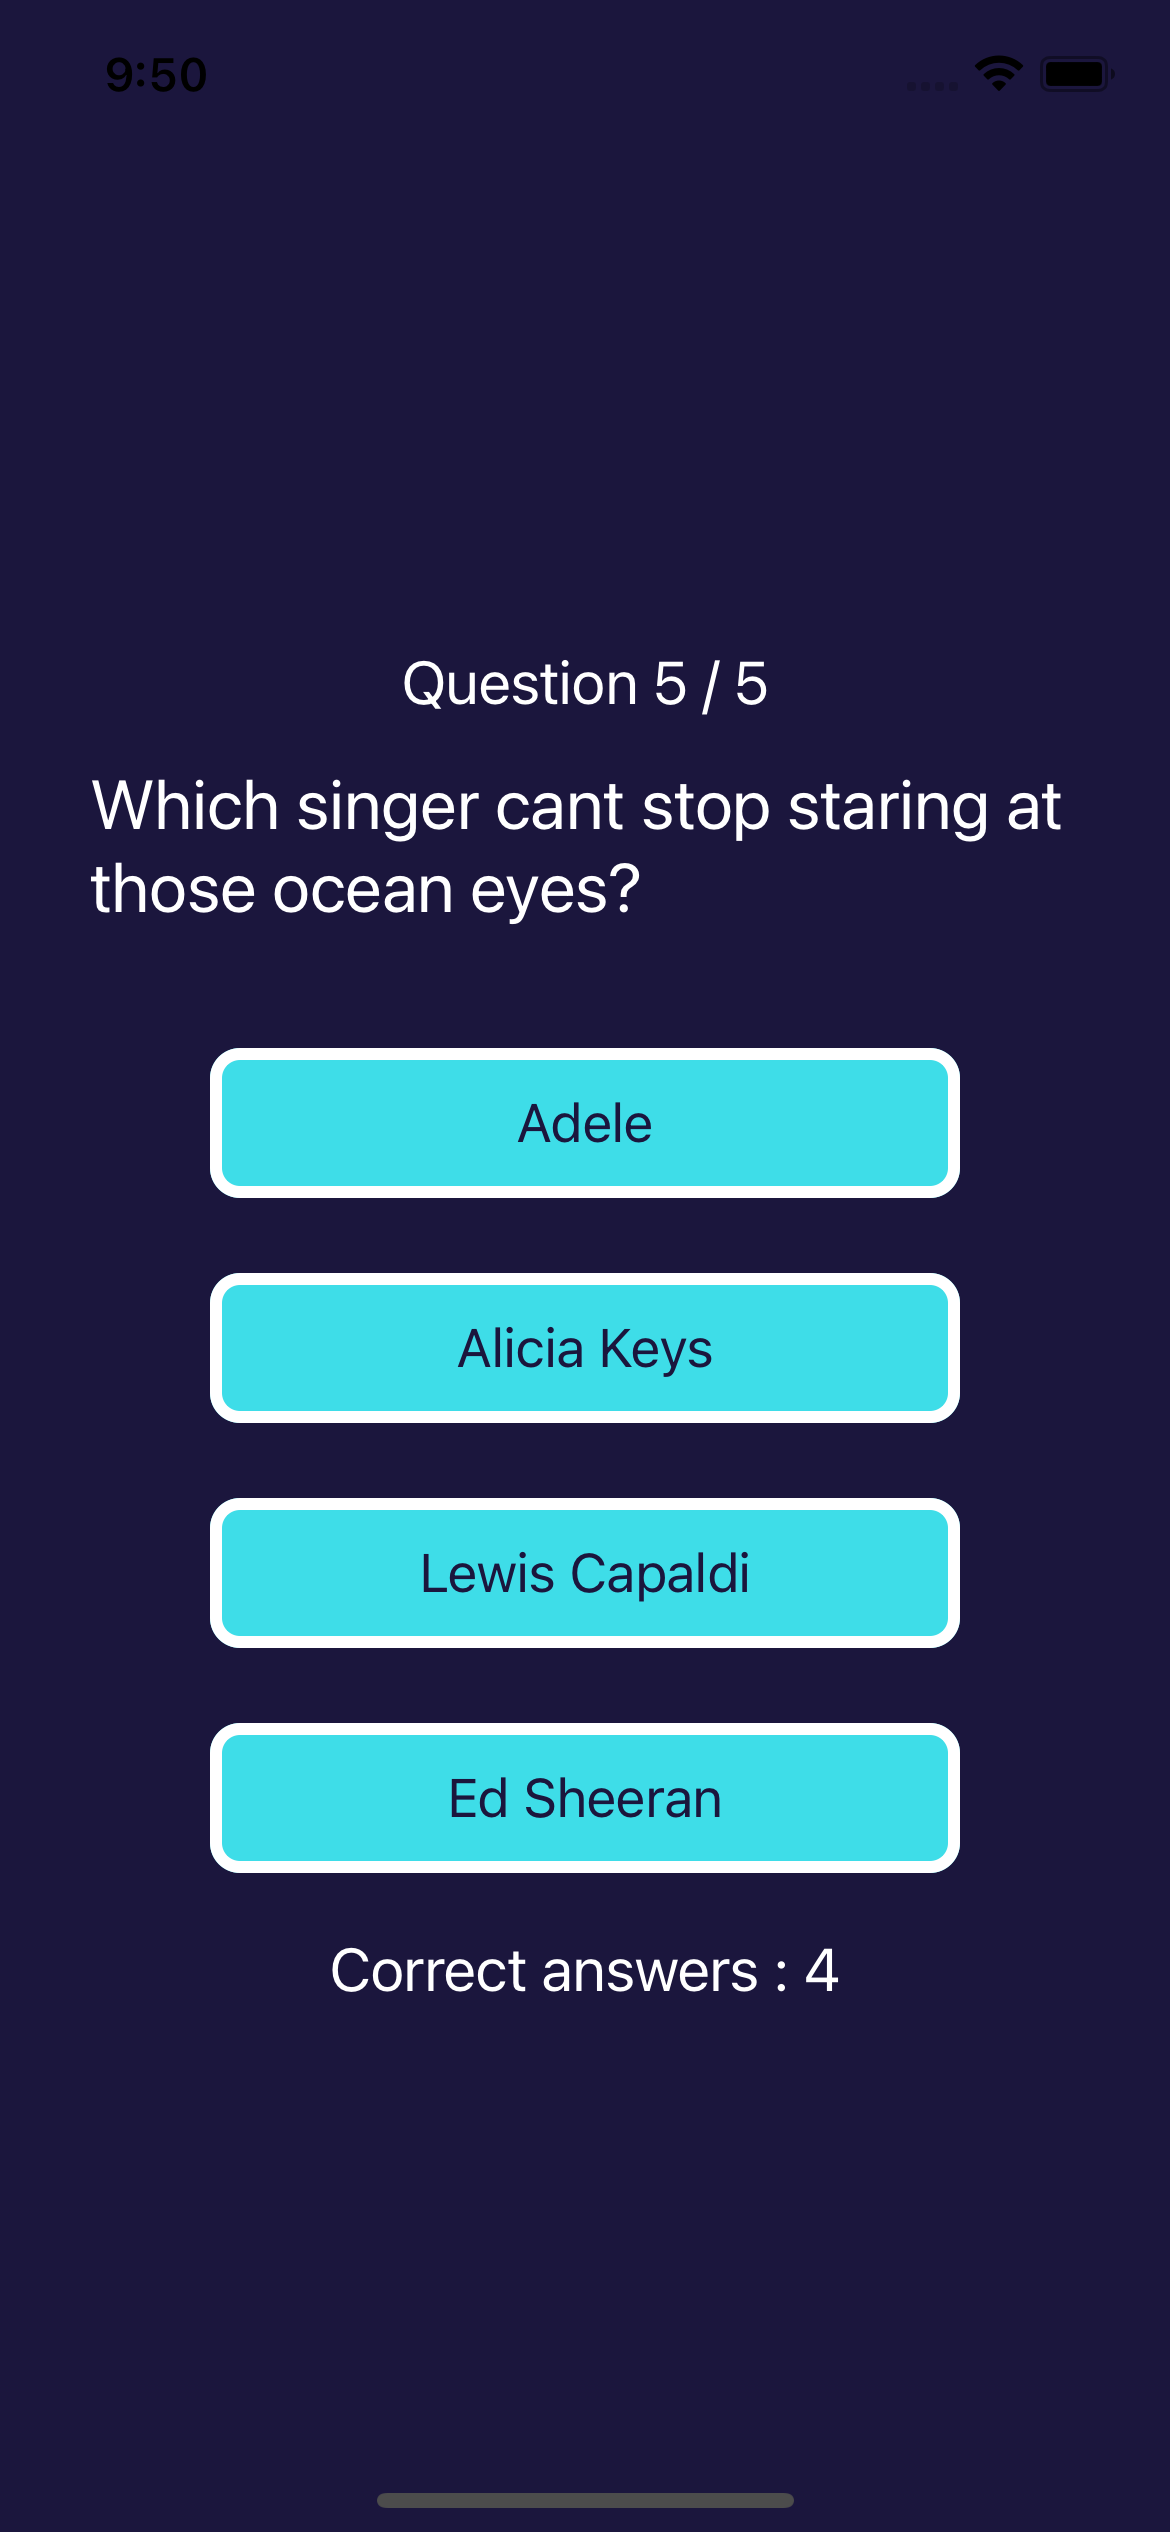 9:50
Question 5 / 5
Which singer cant stop staring at
those ocean eyes?
Adele
Alicia Keys
Lewis Capaldi
Ed Sheeran
Correct answers : 4